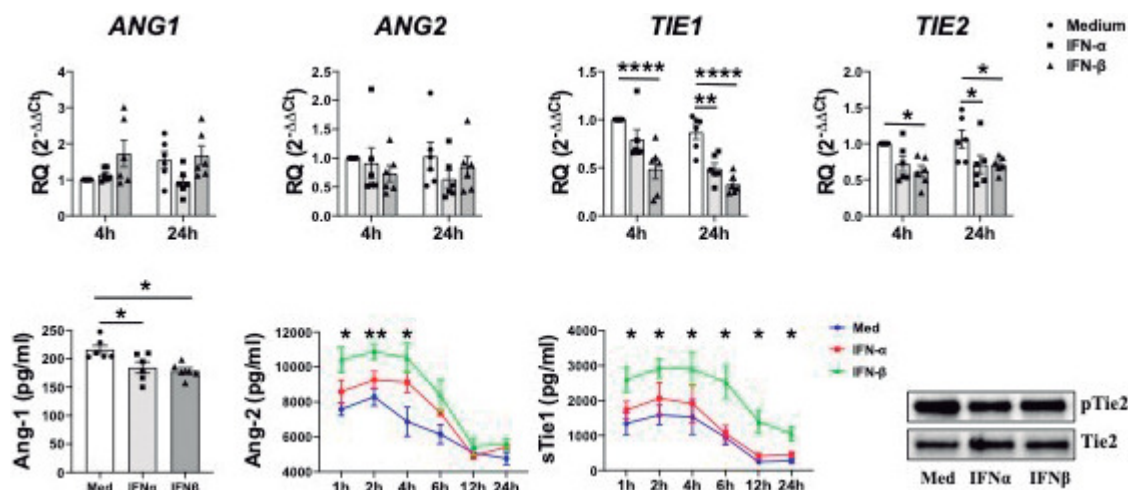 ANG1
ANG2
TIE1
TIE2
Medium
IFN-α
IFN-β
RQ (2^-ΔΔCt)
4
3
2
1
0
4h
24h
RQ (2^-ΔΔCt)
2.5
2.0
1.5
1.0
0.5
0.0
4h
24h
RQ (2^-ΔΔCt)
1.5
1.0
0.5
0.0
****
****
**
4h
24h
RQ (2^-ΔΔCt)
2.0
1.5
1.0
0.5
0.0
*
*
*
4h
24h
Ang-1 (pg/ml)
250
200
150
100
50
0
*
*
Med
IFNα
IFNβ
Ang-2 (pg/ml)
12000
10000
8000
6000
4000
* ** *
1h 2h 4h 6h 12h 24h
sTie1 (pg/ml)
4000
3000
2000
1000
0
* * * * * *
1h 2h 4h 6h 12h 24h
Med
IFN-α
IFN-β
pTie2
Tie2
Med IFNα IFNβ